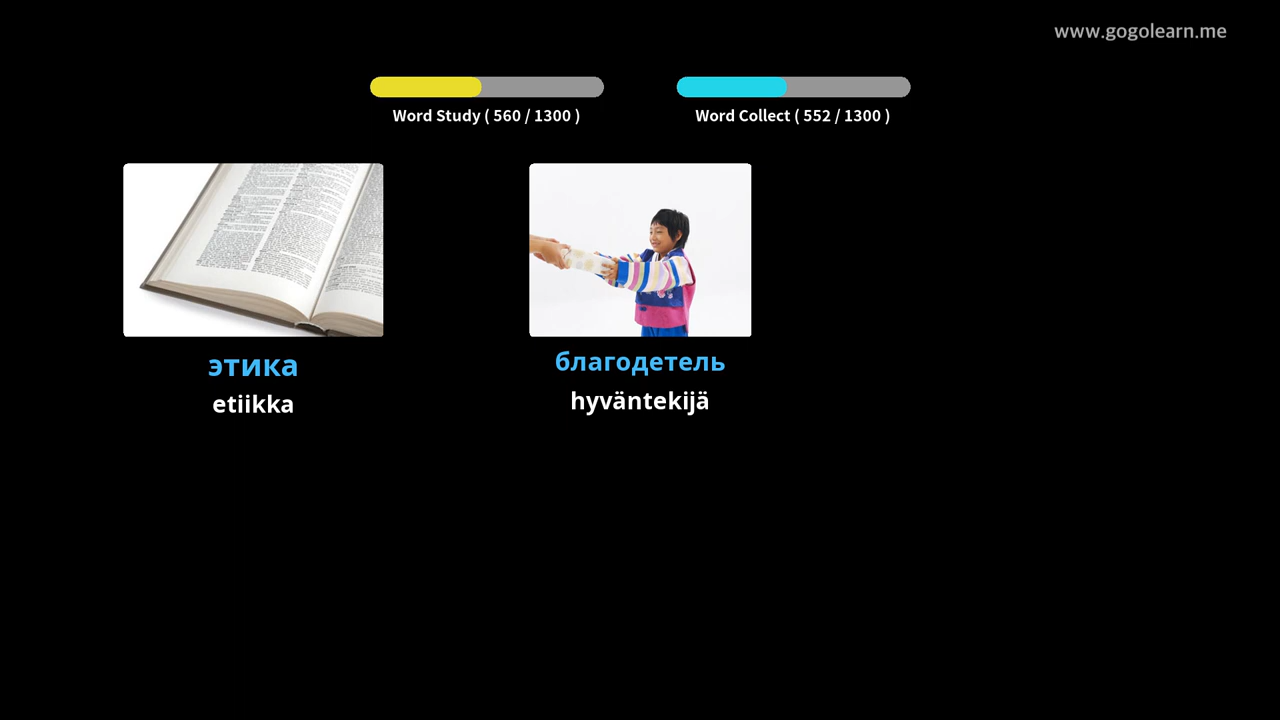 www.gogolearn.me
Word Study ( 560 / 1300 )
Word Collect ( 552 / 1300 )
этика
etiikka
благодетель
hyväntekijä